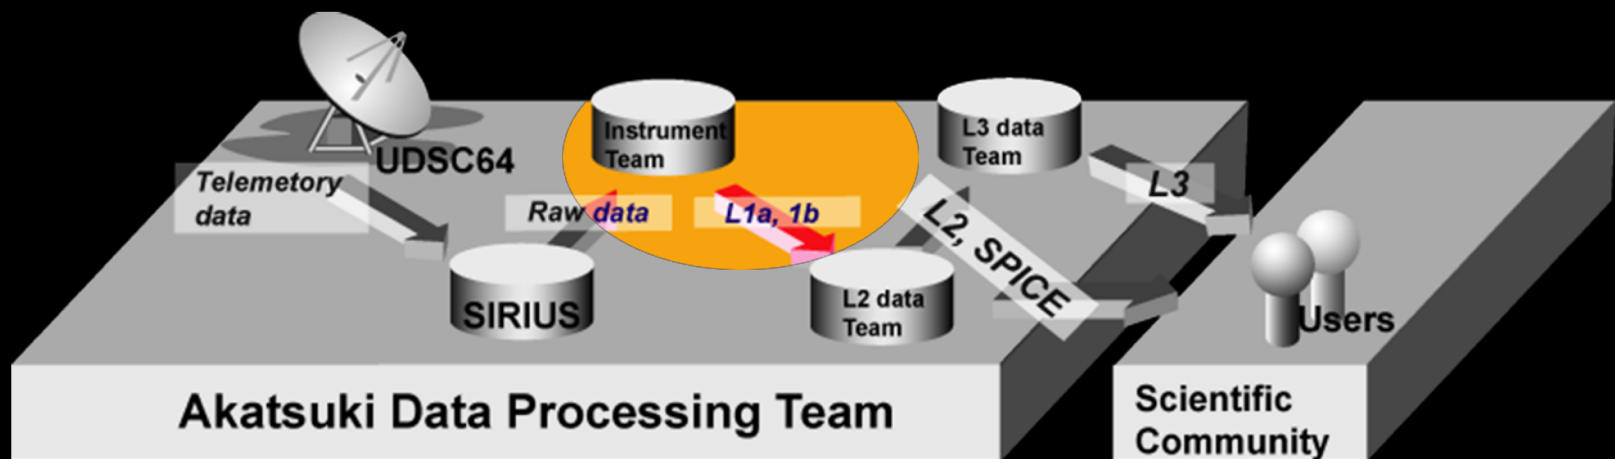 UDSC64
Telemetory
data
SIRIUS
Raw data
Instrument
Team
L1a, 1b
L2 data
Team
L3 data
Team
L2, SPICE
L3
Users
Akatsuki Data Processing Team
Scientific
Community